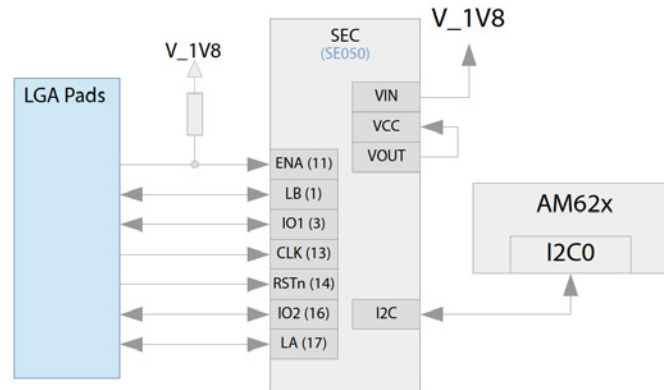 V_1V8
SEC
(SE050)
V_1V8
LGA Pads
VIN
VCC
VOUT
ENA (11)
LB (1)
IO1 (3)
CLK (13)
RSTn (14)
IO2 (16)
LA (17)
I2C
AM62x
I2C0